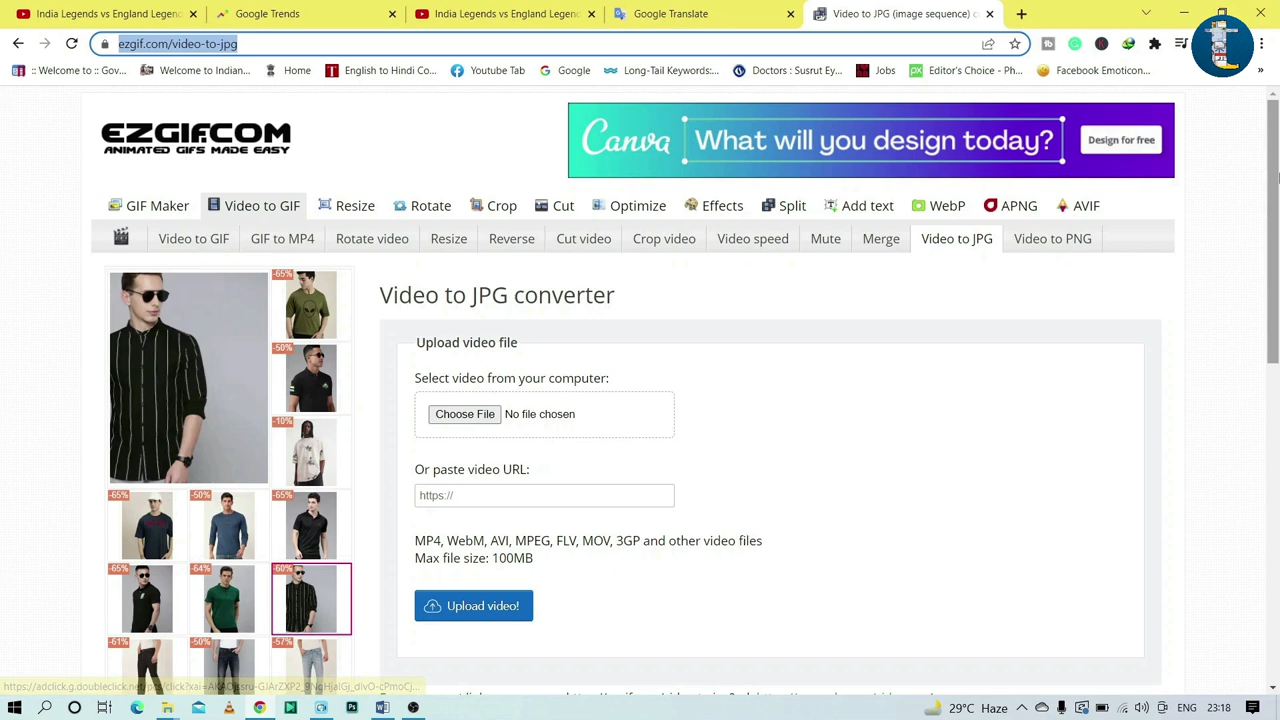 India Legends vs England Legen
India Trends
India Legends vs England Legen
Google Translate
Video to JPG (image sequence) c
ezgif.com/video-to-jpg
:: Welcome to :: Gov...
Welcome to Indian...
Home
English to Hindi Co...
Youtube Tab
Google
Long-Tail Keywords:...
Doctors : Susrut Ey...
Jobs
Editor's Choice - Ph...
Facebook Emoticon...
EZGIFCOM
ANIMATED GIFS MADE EASY
Canva
What will you design today?
Design for free
GIF Maker
Video to GIF
Resize
Rotate
Crop
Cut
Optimize
Effects
Split
Add text
WebP
APNG
AVIF
Video to GIF
GIF to MP4
Rotate video
Resize
Reverse
Cut video
Crop video
Video speed
Mute
Merge
Video to JPG
Video to PNG
-65%
-50%
-10%
-65%
-50%
-65%
-65%
-64%
-60%
-61%
-50%
-57%
Video to JPG converter
Upload video file
Select video from your computer:
Choose File No file chosen
Or paste video URL:
https://
MP4, WebM, AVI, MPEG, FLV, MOV, 3GP and other video files
Max file size: 100MB
Upload video!
29°C Haze
ENG
23:18